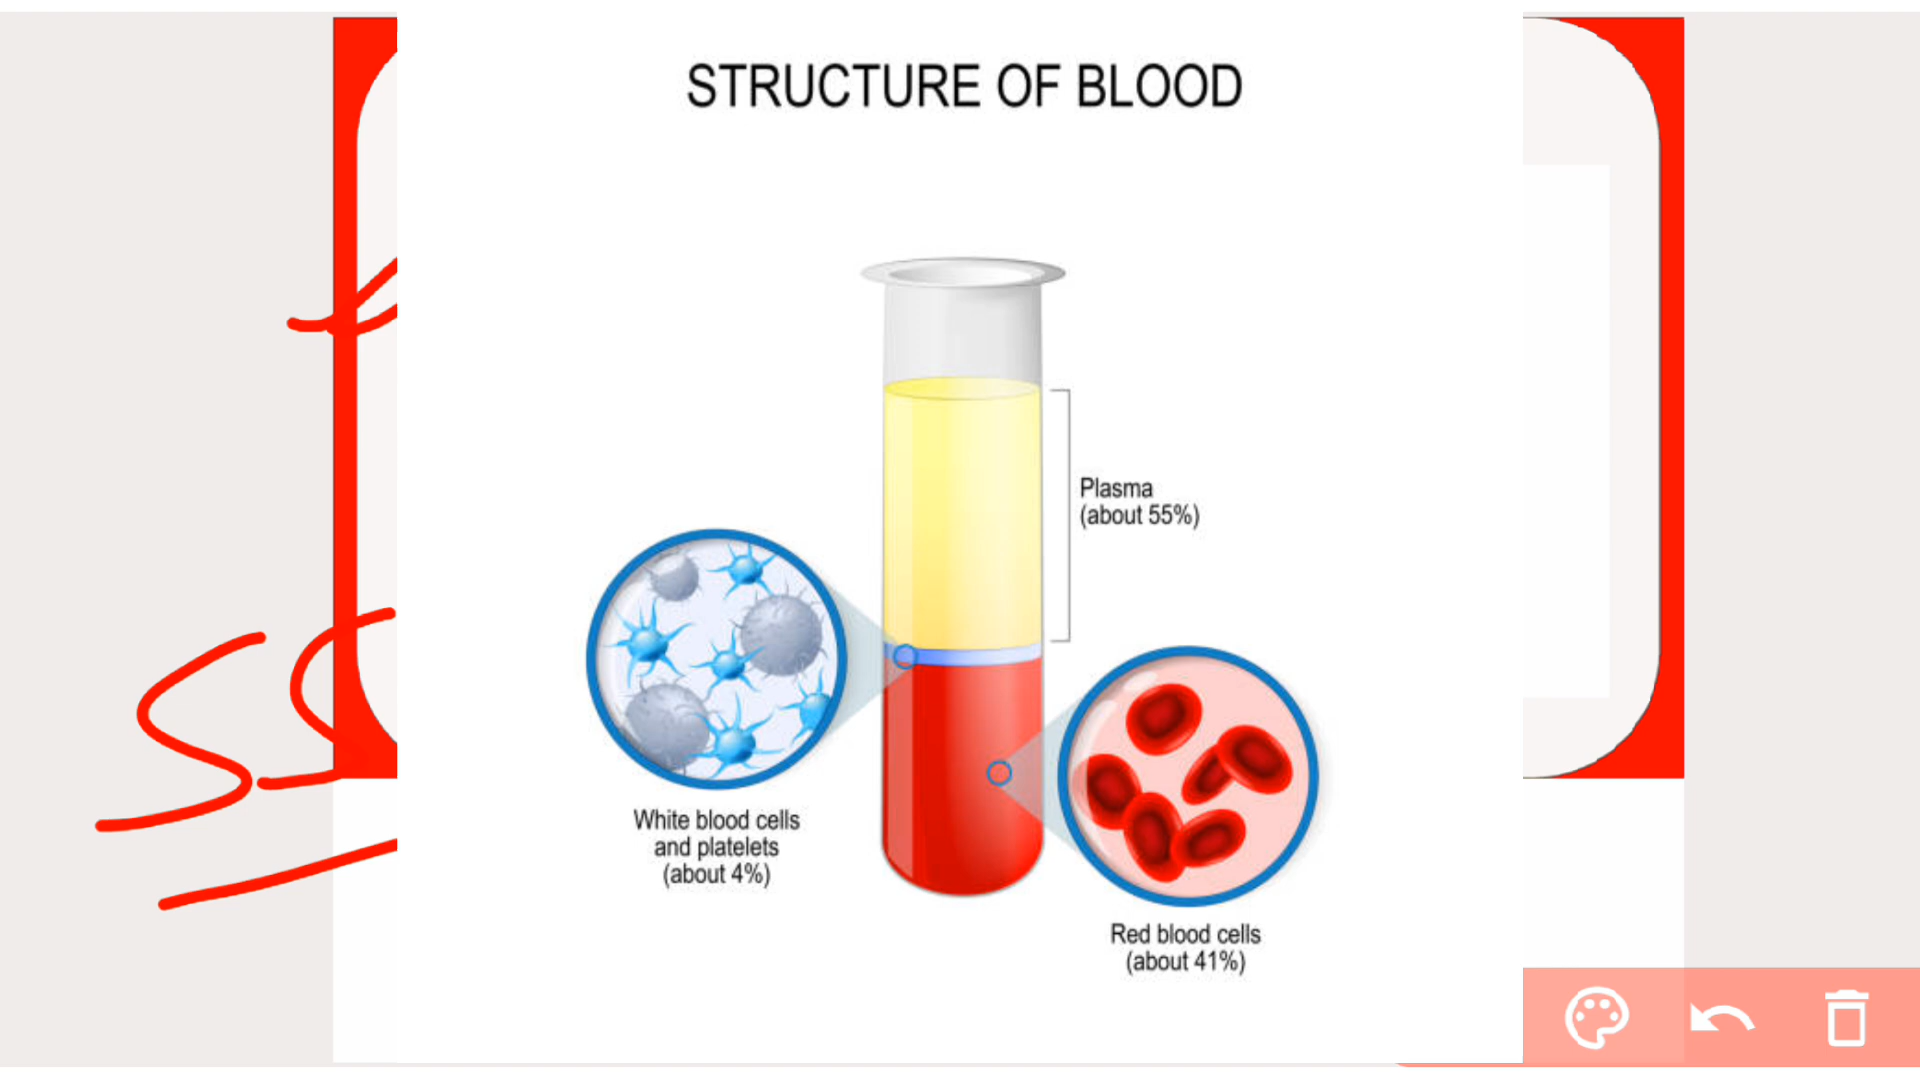 STRUCTURE OF BLOOD
Plasma
(about 55%)
White blood cells
and platelets
(about 4%)
Red blood cells
(about 41%)